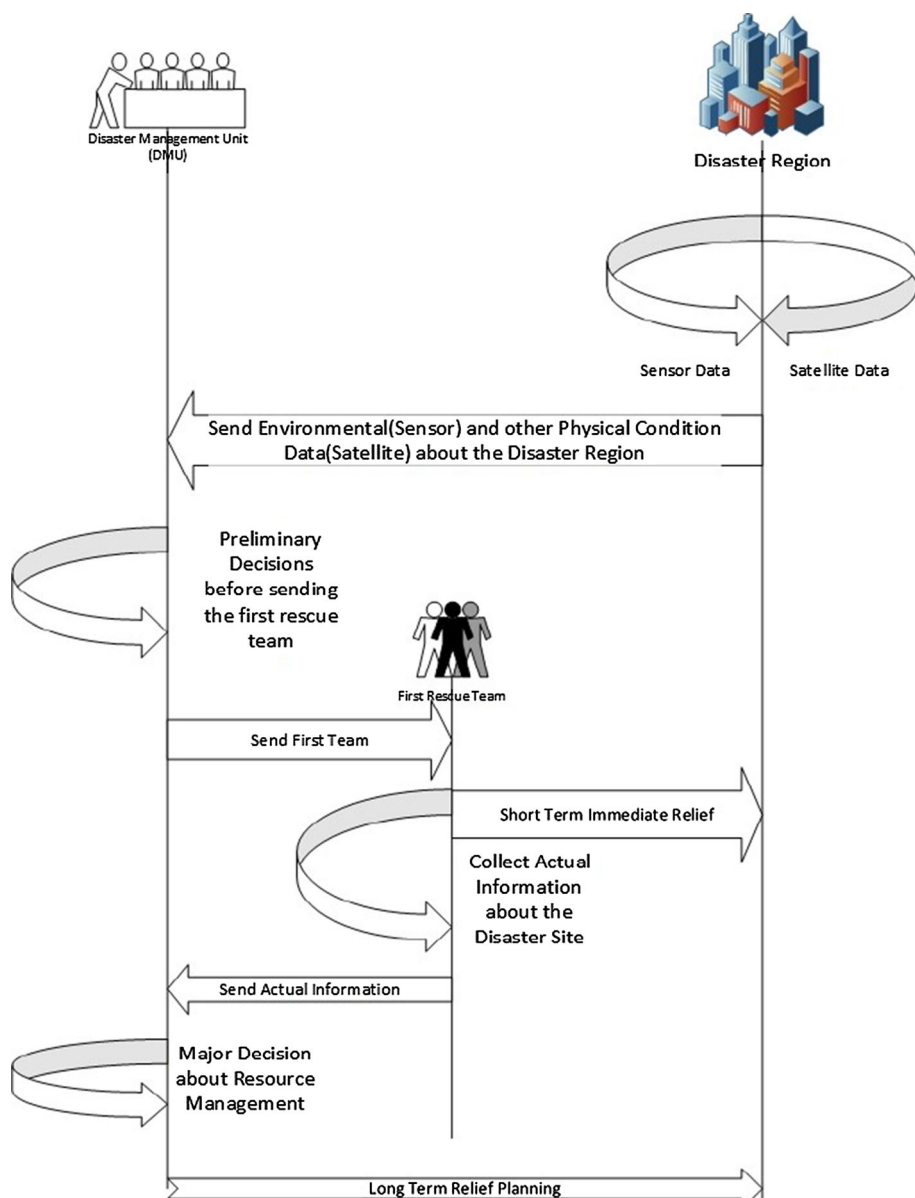 Disaster Management Unit
(DMU)
Disaster Region
Sensor Data
Satellite Data
Send Environmental(Sensor) and other Physical Condition
Data(Satellite) about the Disaster Region
Preliminary
Decisions
before sending
the first rescue
team
First Rescue Team
Send First Team
Short Term Immediate Relief
Collect Actual
Information
about the
Disaster Site
Send Actual Information
Major Decision
about Resource
Management
Long Term Relief Planning